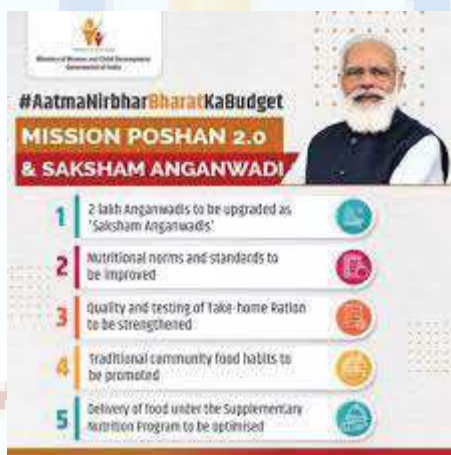 Ministry of Women and Child Development
Government of India
#AatmaNirbharBharatKaBudget
MISSION POSHAN 2.0
& SAKSHAM ANGANWADI
1
2 lakh Anganwadis to be upgraded as
'Saksham Anganwadis'
2
Nutritional norms and standards to
be improved
3
Quality and testing of Take-home Ration
to be strengthened
4
Traditional community food habits to
be promoted
5
Delivery of food under the Supplementary
Nutrition Program to be optimised